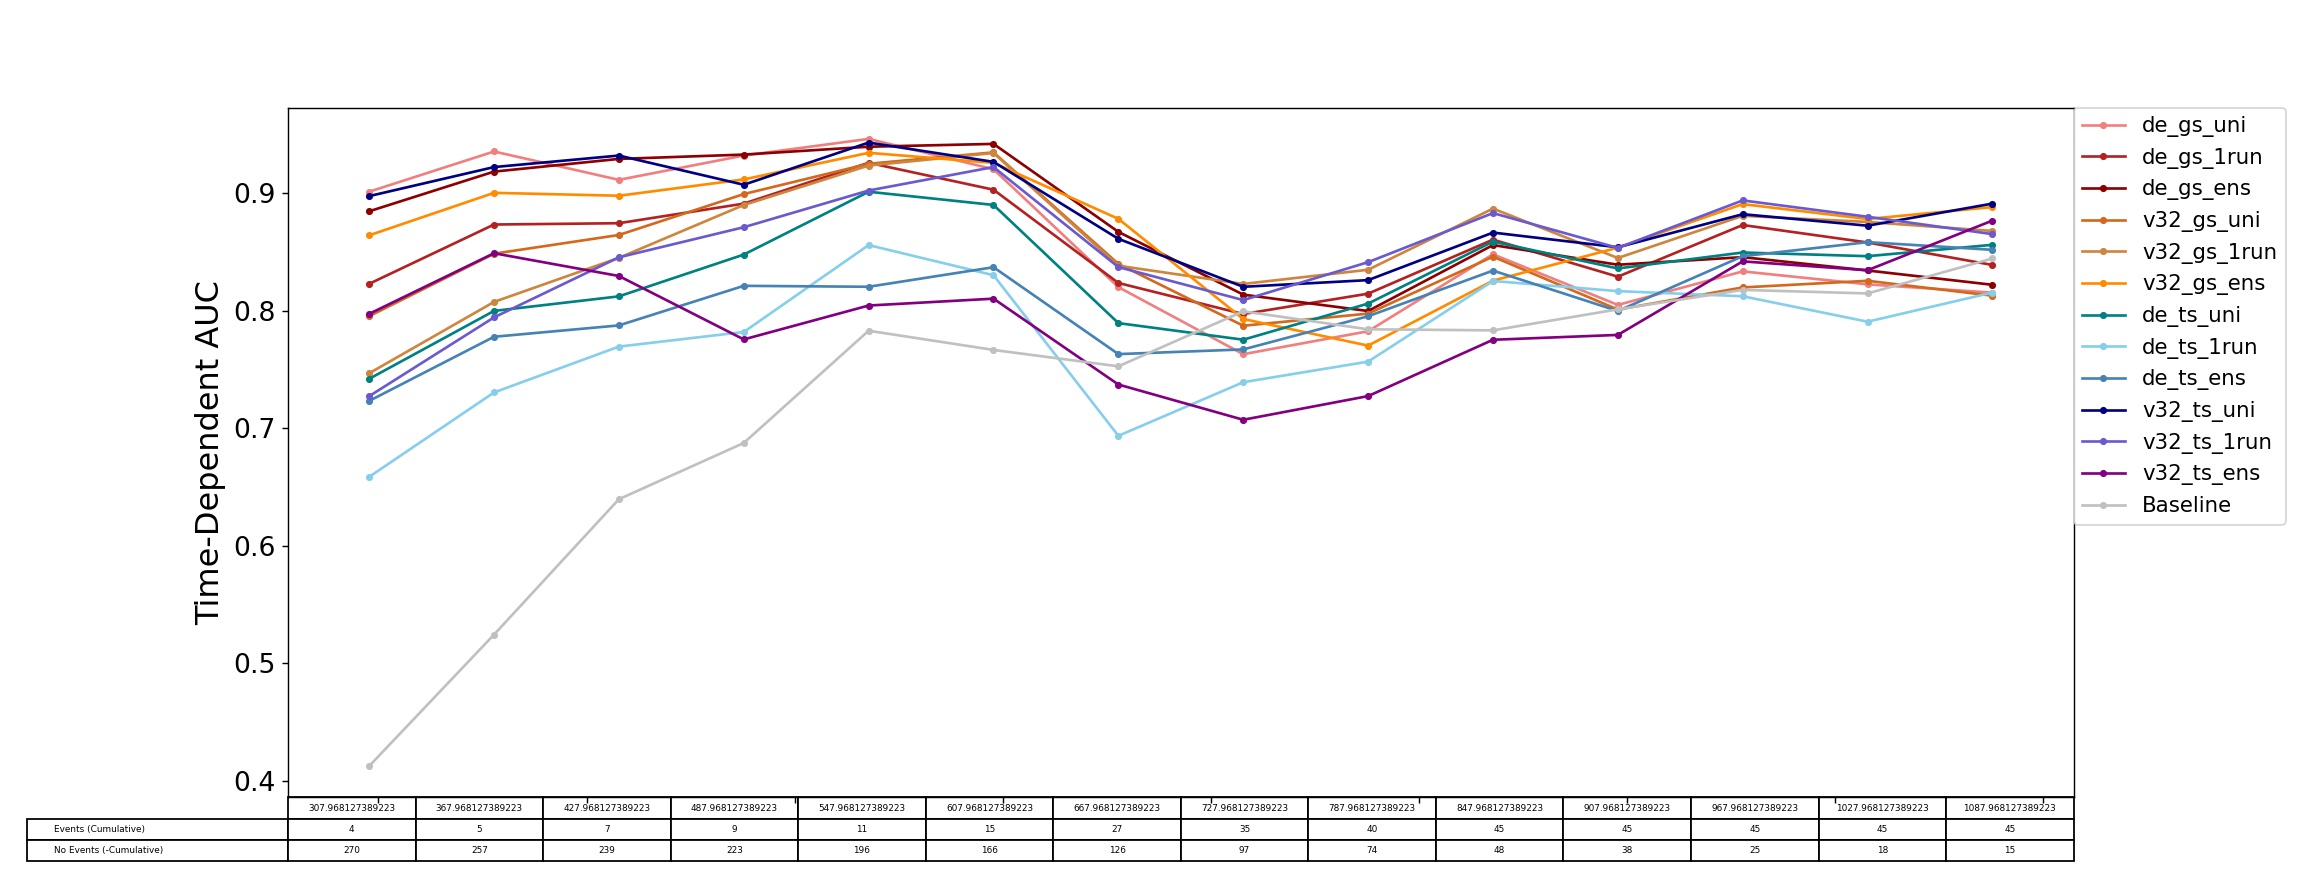 Time-Dependent AUC
0.9
0.8
0.7
0.6
0.5
0.4
de_gs_uni
de_gs_1run
de_gs_ens
v32_gs_uni
v32_gs_1run
v32_gs_ens
de_ts_uni
de_ts_1run
de_ts_ens
v32_ts_uni
v32_ts_1run
v32_ts_ens
Baseline
307.968127389223 367.968127389223 427.968127389223 487.968127389223 547.968127389223 607.968127389223 667.968127389223 727.968127389223 787.968127389223 847.968127389223 907.968127389223 967.968127389223 1027.968127389223 1087.968127389223
Events (Cumulative) 4 5 7 9 11 15 27 35 40 45 45 45 45 45
No Events (-Cumulative) 270 257 239 223 196 166 126 97 74 48 38 25 18 15